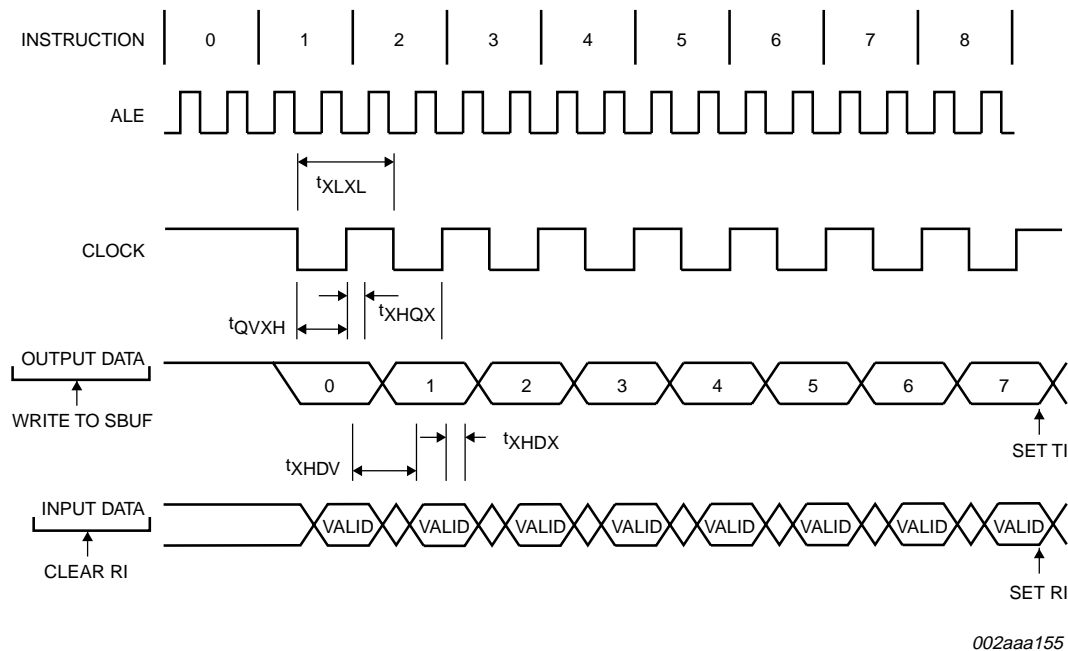 INSTRUCTION 0 1 2 3 4 5 6 7 8
ALE
tXLXL
CLOCK
tQVXH tXHQX
OUTPUT DATA 0 1 2 3 4 5 6 7
WRITE TO SBUF
SET TI
tXHDV tXHDX
INPUT DATA VALID VALID VALID VALID VALID VALID VALID VALID
CLEAR RI
SET RI
002aaa155